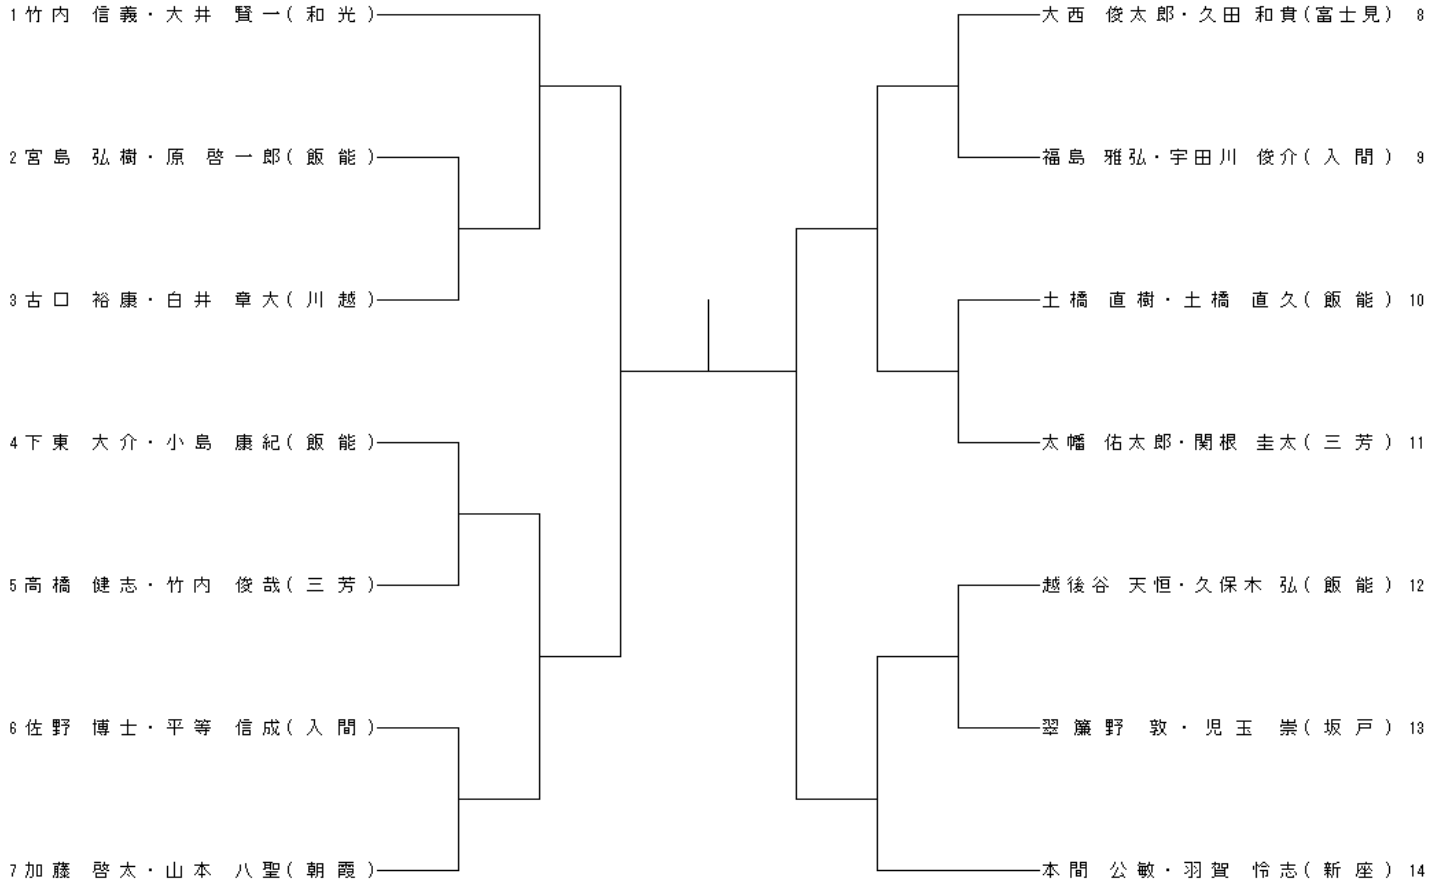 1 竹内 信義・大井 賢一(和光)
2 宮島 弘樹・原 啓一郎(飯能)
3 古口 裕康・白井 章大(川越)
4 下東 大介・小島 康紀(飯能)
5 高橋 健志・竹内 俊哉(三芳)
6 佐野 博士・平等 信成(入間)
7 加藤 啓太・山本 八聖(朝霞)
大西 俊太郎・久田 和貴(富士見) 8
福島 雅弘・宇田川 俊介(入間) 9
土橋 直樹・土橋 直久(飯能) 10
太幡 佑太郎・関根 圭太(三芳) 11
越後谷 天恒・久保木 弘(飯能) 12
翠簾野 敦・児玉 崇(坂戸) 13
本間 公敏・羽賀 怜志(新座) 14